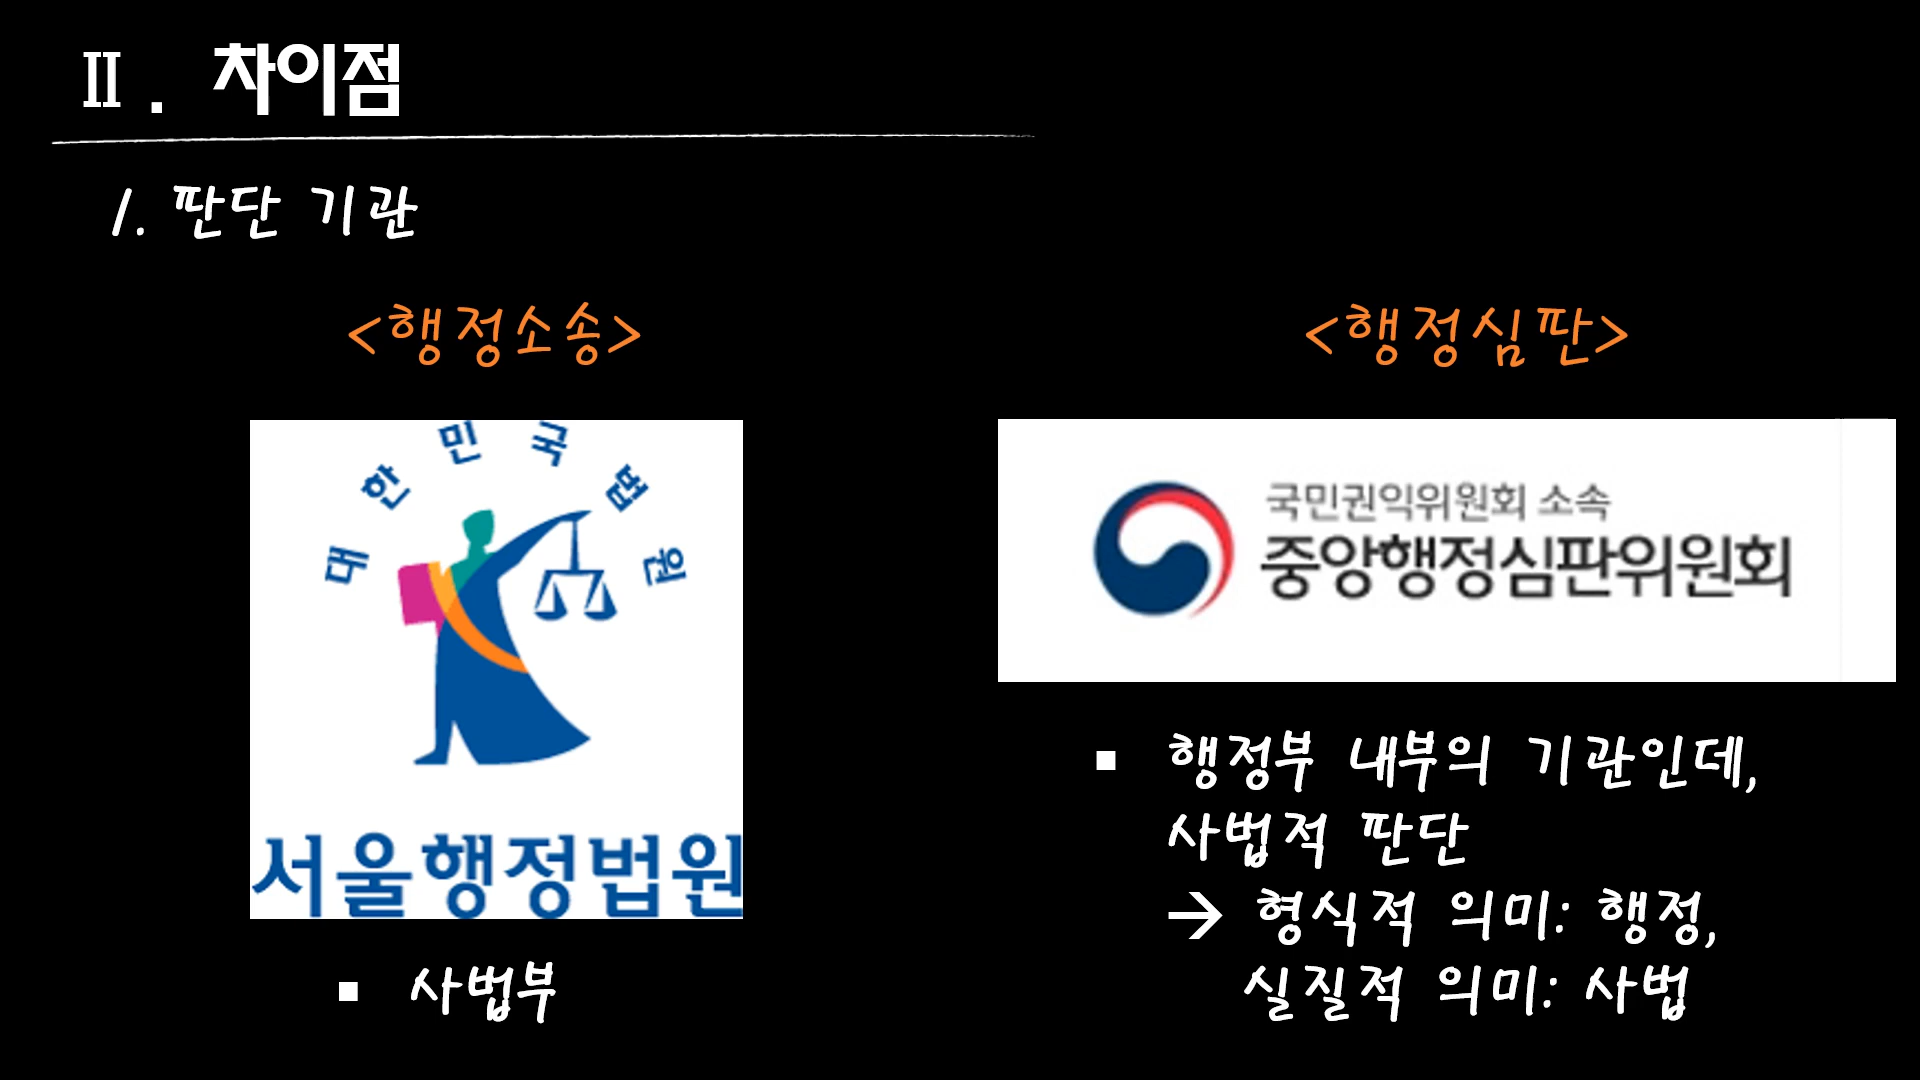 Ⅱ. 차이점
1. 판단 기관
<행정소송>
대한민국법원
서울행정법원
▪ 사법부
<행정심판>
국민권익위원회 소속
중앙행정심판위원회
▪ 행정부 내부의 기관인데,
사법적 판단
→ 형식적 의미: 행정,
실질적 의미: 사법